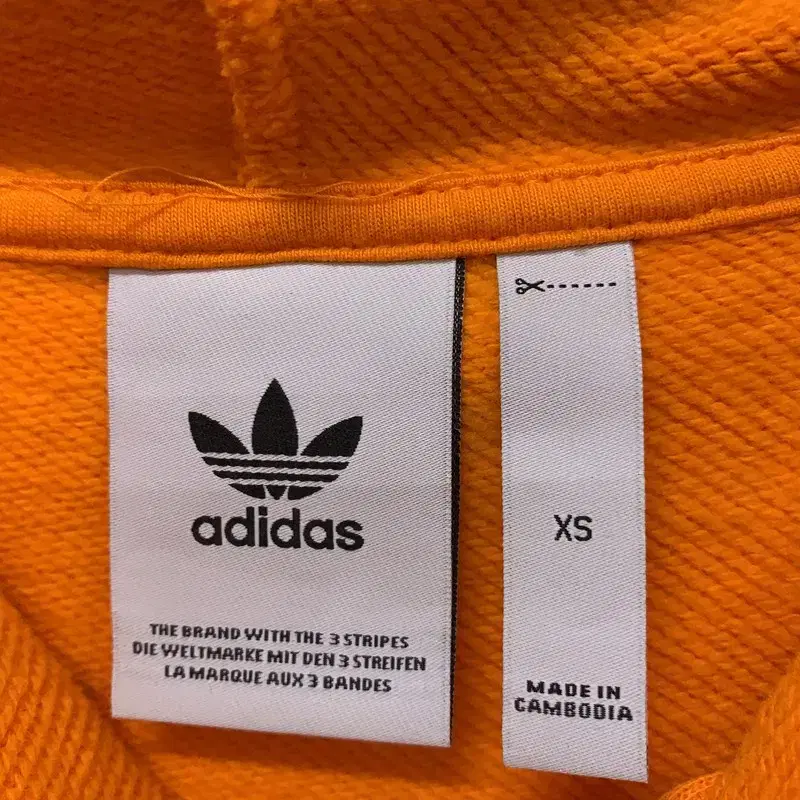 adidas
THE BRAND WITH THE 3 STRIPES
DIE WELTMARKE MIT DEN 3 STREIFEN
LA MARQUE AUX 3 BANDES
XS
MADE IN
CAMBODIA